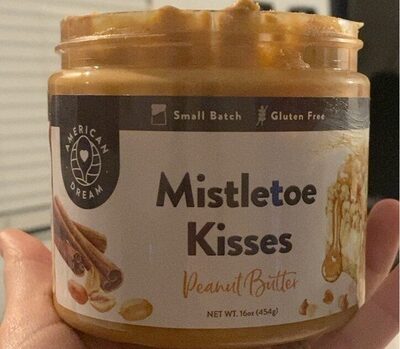 Small Batch
Gluten Free
AMERICAN
DREAM
Mistletoe
Kisses
Peanut Butter
NET WT. 16oz (454g)